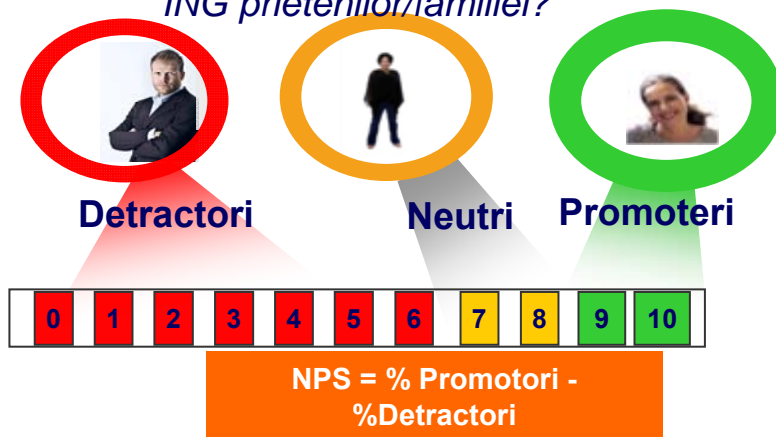 ING prietenilor/familiei?
Detractori Neutri Promoteri
0 1 2 3 4 5 6 7 8 9 10
NPS = % Promotori -
%Detractori